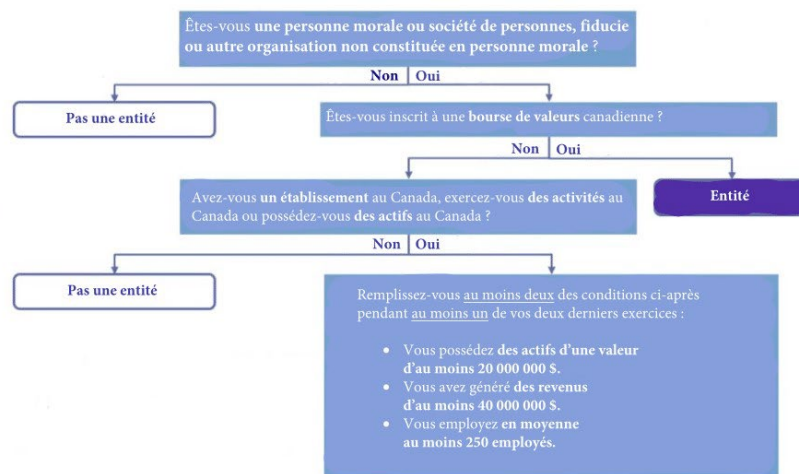 Êtes-vous une personne morale ou société de personnes, fiducie
ou autre organisation non constituée en personne morale ?
Non
Oui
Pas une entité
Êtes-vous inscrit à une bourse de valeurs canadienne ?
Non
Oui
Avez-vous un établissement au Canada, exercez-vous des activités au
Canada ou possédez-vous des actifs au Canada ?
Entité
Non
Oui
Pas une entité
Remplissez-vous au moins deux des conditions ci-après
pendant au moins un de vos deux derniers exercices :
• Vous possédez des actifs d'une valeur
d'au moins 20 000 000 $.
• Vous avez généré des revenus
d'au moins 40 000 000 $.
• Vous employez en moyenne
au moins 250 employés.